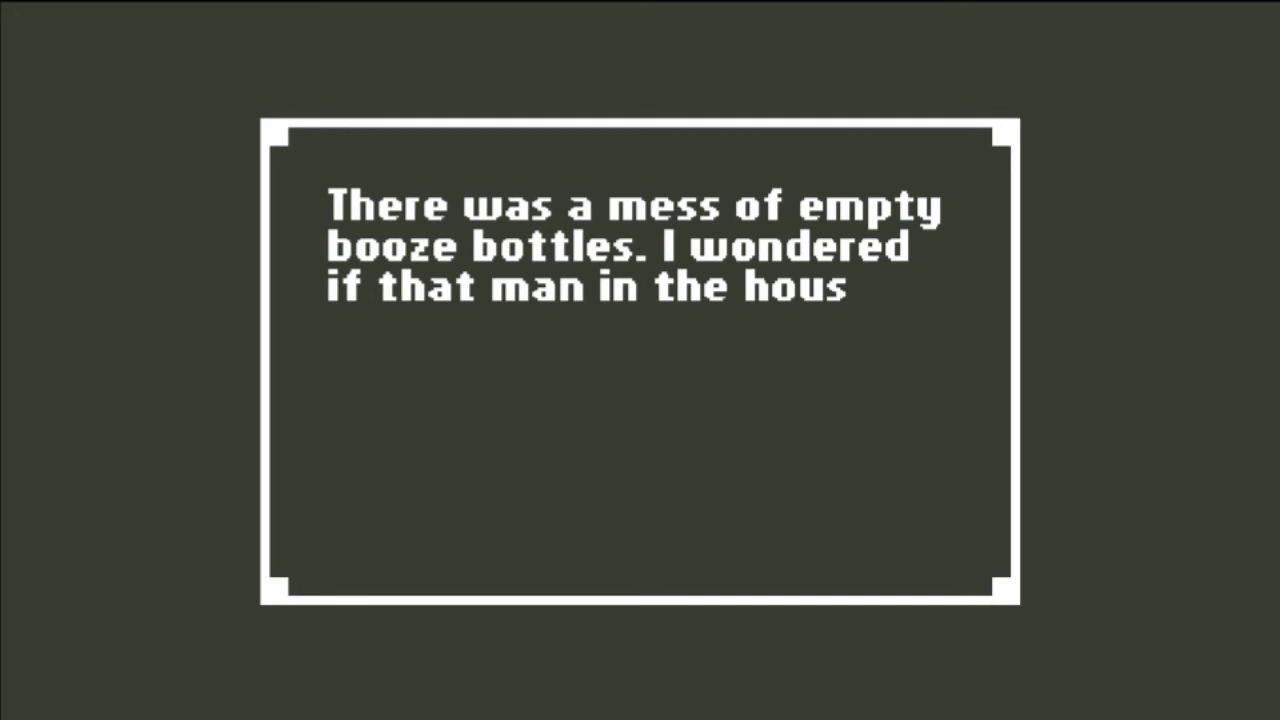 There was a mess of empty
booze bottles. I wondered
if that man in the hous